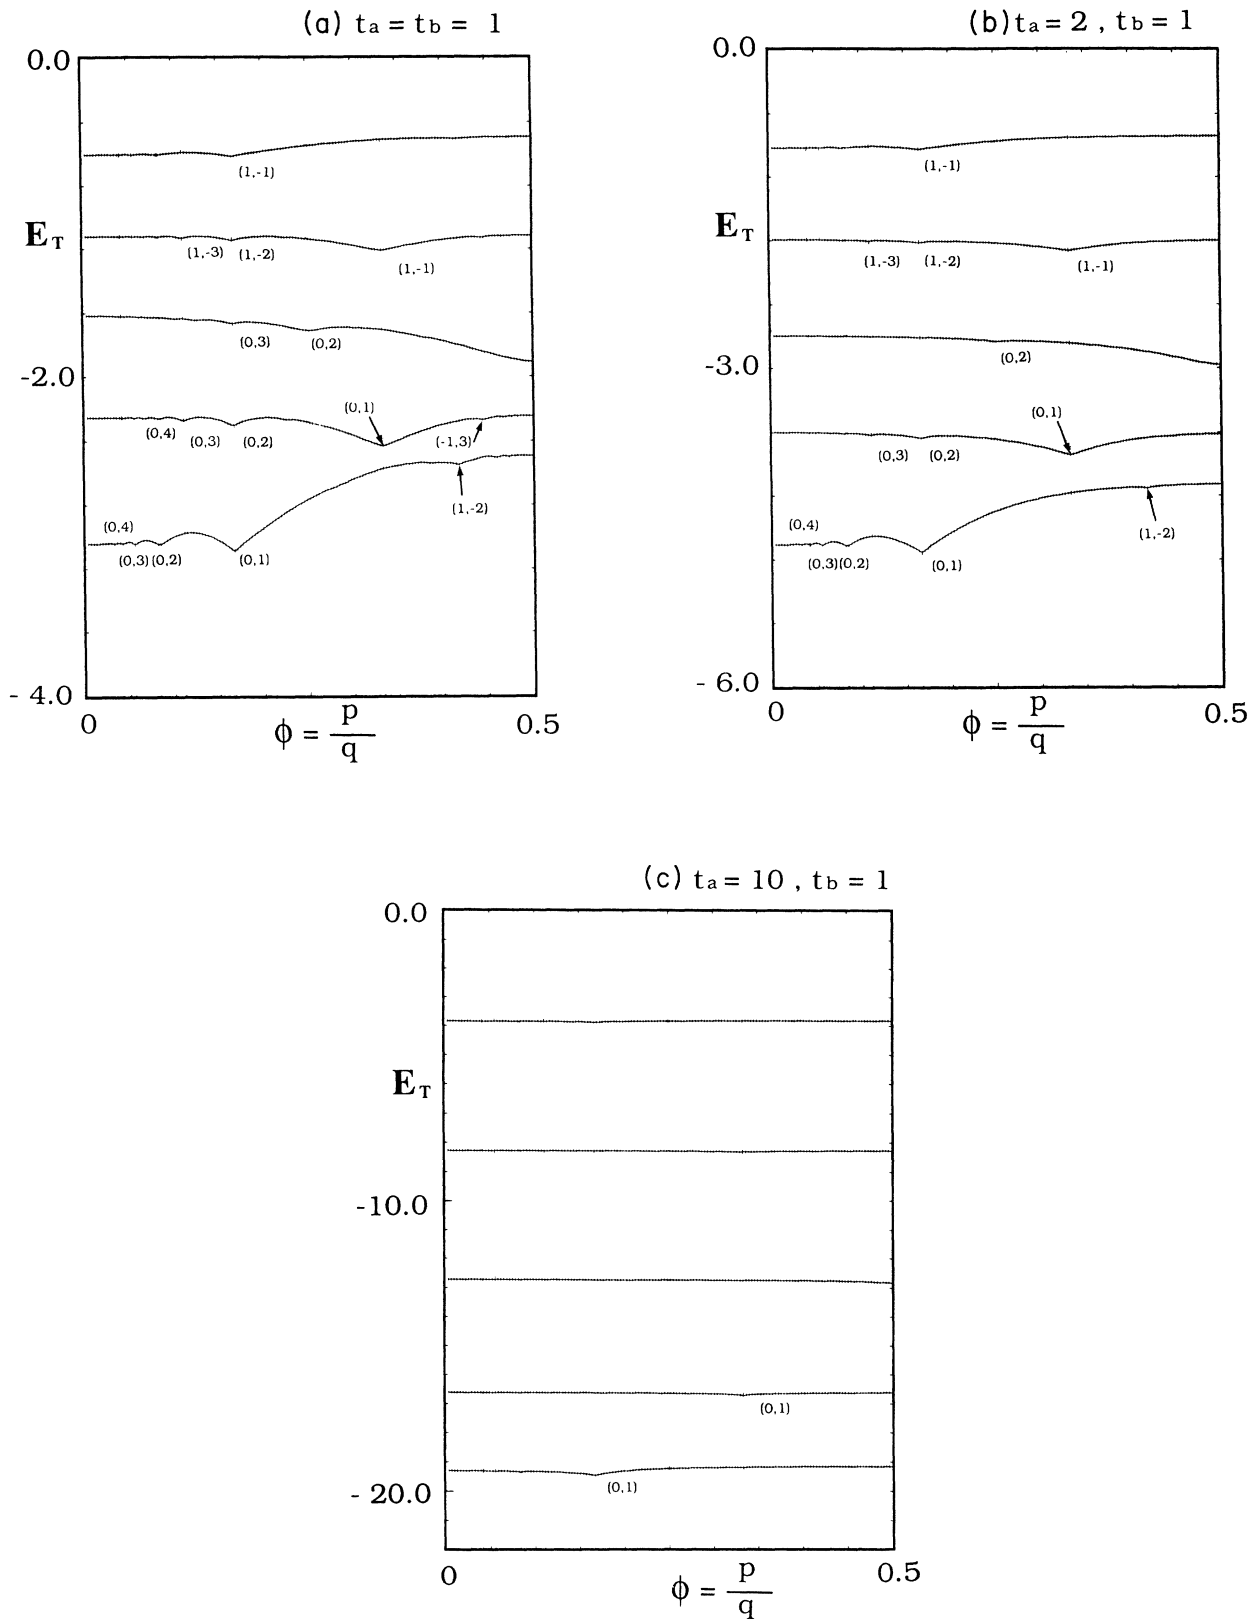 (a) ta = tb = 1
0.0
(1,-1)
ET
(1,-3) (1,-2)
(1,-1)
(0,3) (0,2)
-2.0
(0,1)
(0,4) (0,3) (0,2) (-1,3)
(1,-2)
(0,4)
(0,3) (0,2) (0,1)
- 4.0
0 0.5
ϕ = p/q
(b) ta = 2 , tb = 1
0.0
(1,-1)
ET
(1,-3) (1,-2) (1,-1)
(0,2)
-3.0
(0,1)
(0,3) (0,2)
(0,4)
(1,-2)
(0,3) (0,2) (0,1)
- 6.0
0 0.5
ϕ = p/q
(c) ta = 10 , tb = 1
0.0
ET
-10.0
(0,1)
(0,1)
- 20.0
0 0.5
ϕ = p/q